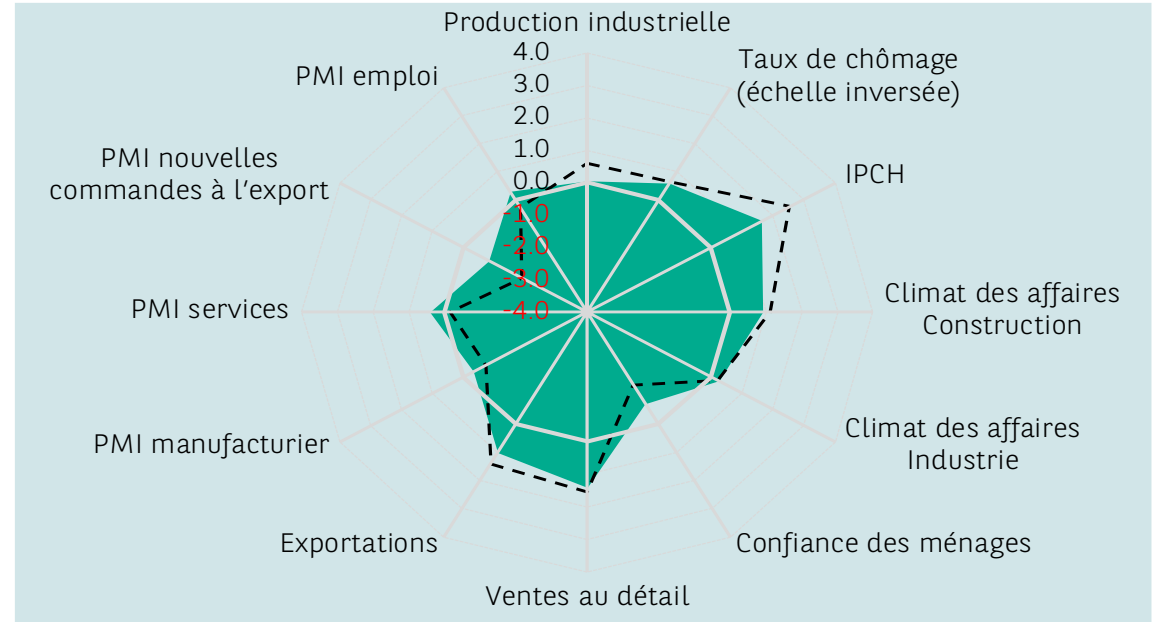 Production industrielle
4.0
3.0
2.0
1.0
0.0
-1.0
-2.0
-3.0
-4.0
Taux de chômage
(échelle inversée)
IPCH
Climat des affaires
Construction
Climat des affaires
Industrie
Confiance des ménages
Ventes au détail
Exportations
PMI manufacturier
PMI services
PMI nouvelles
commandes à l'export
PMI emploi